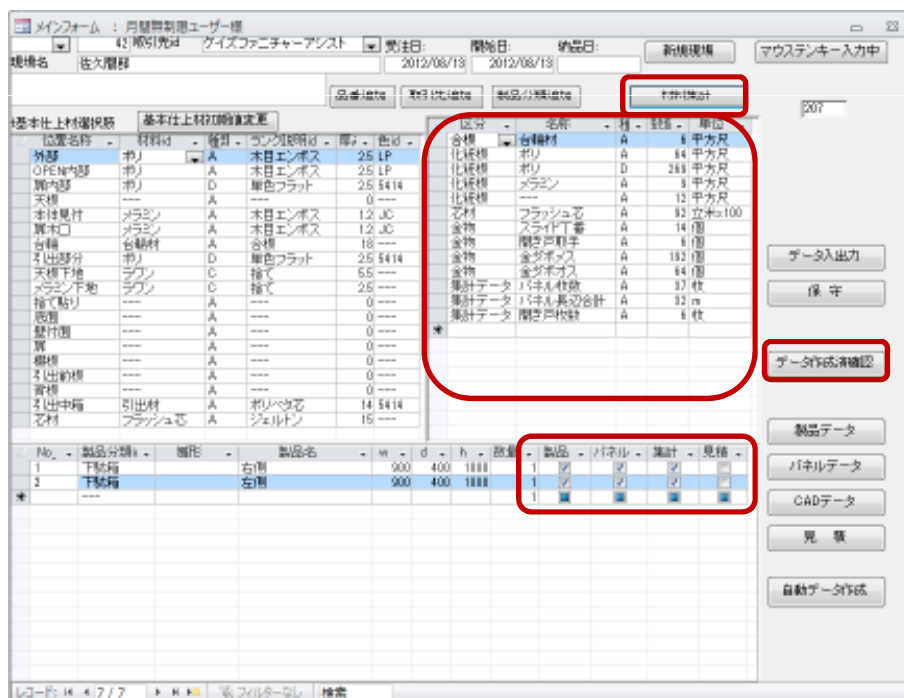 メインフォーム : 月間無制限ユーザー様
42 取引先id ケイズファニチャーアシスト 受注日: 開始日: 納品日: 新規現場 マウステンキー入力中
現場名 佐久間邸 2012/08/13 2012/08/13
品番追加 取引先追加 製品分類追加 材料集計
207
基本仕上材選択肢 基本仕上材初期値変更
位置名称 材料id 種別 ランク説明id 厚み 色id
外部 ポリ A 木目エンボス 2.5 LP
OPEN内部 ポリ A 木目エンボス 2.5 LP
扉内部 ポリ D 単色フラット 2.5 5414
天板 --- A --- 0 ---
本体見付 メラミン A 木目エンボス 1.2 JC
扉木口 メラミン A 木目エンボス 1.2 JC
台輪 台輪材 A 合板 18 ---
引出部分 ポリ D 単色フラット 2.5 5414
天板下地 ラワン C 捨て 5.5 ---
メラミン下地 ラワン C 捨て 2.5 ---
捨て貼り --- A --- 0 ---
底面 --- A --- 0 ---
壁付面 --- A --- 0 ---
扉 --- A --- 0 ---
棚板 --- A --- 0 ---
引出前板 --- A --- 0 ---
背板 --- A --- 0 ---
引出中箱 引出材 A ポリベタ芯 14 5414
芯材 フラッシュ芯 A ジェルトン 15 ---
区分 名称 種 数量 単位
合板 台輪材 A 6 平方尺
化粧板 ポリ A 64 平方尺
化粧板 ポリ D 平方尺
化粧板 メラミン A 9 平方尺
化粧板 --- A 12 平方尺
芯材 フラッシュ芯 A 92 立米x100
金物 スライド丁番 A 14 個
金物 開き戸取手 A 6 個
金物 金ダボメス A 192 個
金物 金ダボオス A 64 個
集計データ パネル枚数 A 37 枚
集計データ パネル長辺合計 A 32 m
集計データ 開き戸枚数 A 6 枚
データ入出力
保 守
データ作成済確認
製品データ
パネルデータ
CADデータ
見 積
自動データ作成
No_ 製品分類 雛形 製品名 w d h 数量 製品 パネル 集計 見積
1 下駄箱 右側 900 400 1000 1
2 下駄箱 左側 900 400 1000 1
--- 1
レコード: 7 / 7 フィルターなし 検索